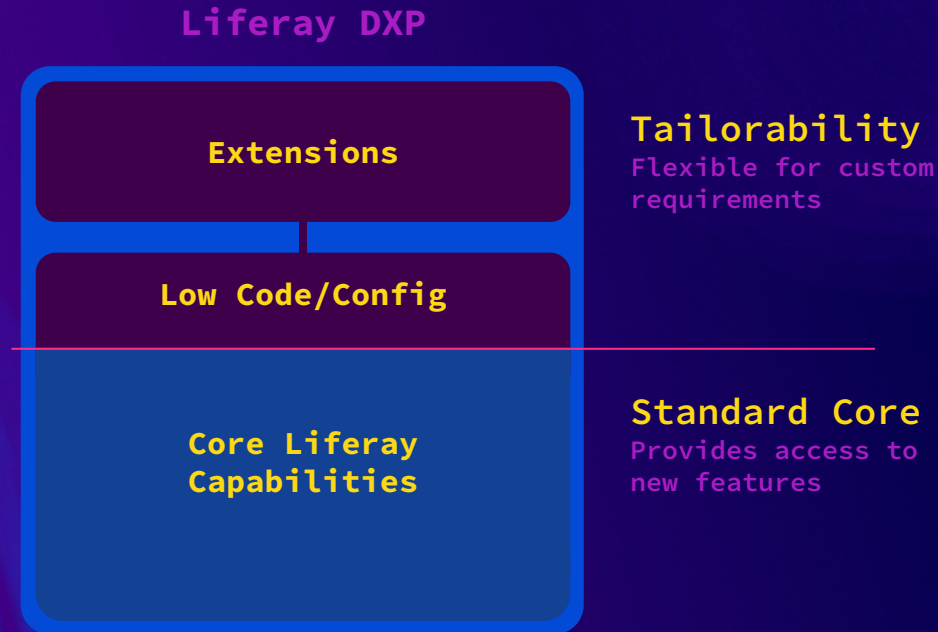 Liferay DXP
Extensions
Tailorability
Flexible for custom
requirements
Low Code/Config
Standard Core
Provides access to
new features
Core Liferay
Capabilities